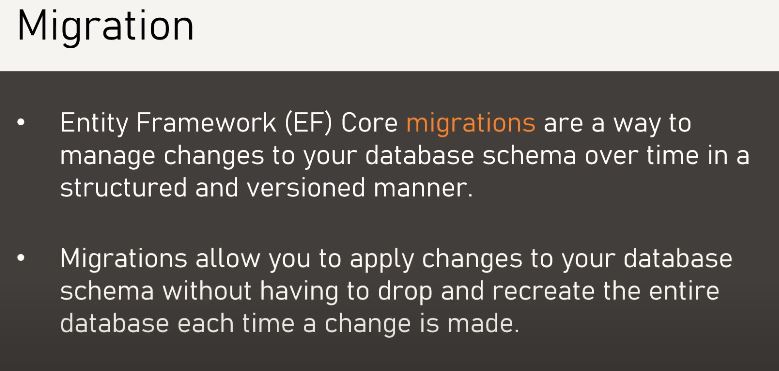 Migration
• Entity Framework (EF) Core migrations are a way to
manage changes to your database schema over time in a
structured and versioned manner.
• Migrations allow you to apply changes to your database
schema without having to drop and recreate the entire
database each time a change is made.